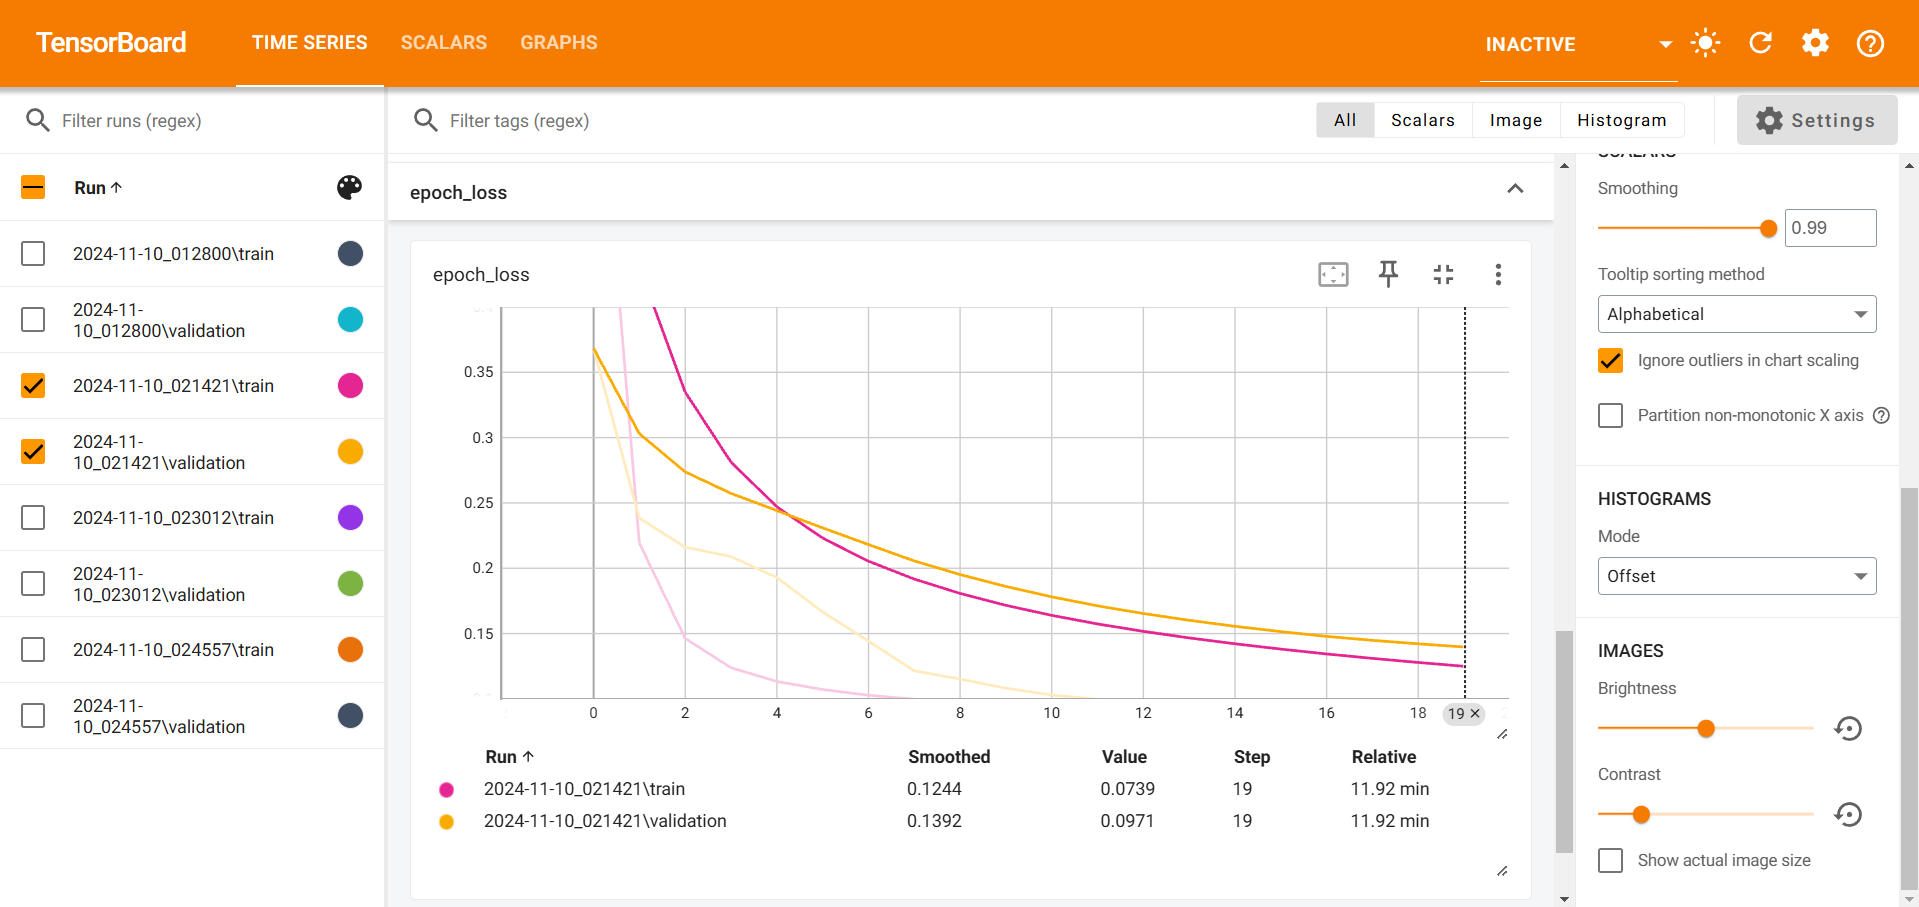 TensorBoard
TIME SERIES
SCALARS
GRAPHS
INACTIVE
Filter runs (regex)
Filter tags (regex)
All
Scalars
Image
Histogram
Settings
Run
2024-11-10_012800\train
2024-11-
10_012800\validation
2024-11-10_021421\train
2024-11-
10_021421\validation
2024-11-10_023012\train
2024-11-
10_023012\validation
2024-11-10_024557\train
2024-11-
10_024557\validation
epoch_loss
epoch_loss
0.4
0.35
0.3
0.25
0.2
0.15
0.1
0 2 4 6 8 10 12 14 16 18 19 ×
Run Smoothed Value Step Relative
2024-11-10_021421\train 0.1244 0.0739 19 11.92 min
2024-11-10_021421\validation 0.1392 0.0971 19 11.92 min
SCALARS
Smoothing
0.99
Tooltip sorting method
Alphabetical
Ignore outliers in chart scaling
Partition non-monotonic X axis
HISTOGRAMS
Mode
Offset
IMAGES
Brightness
Contrast
Show actual image size